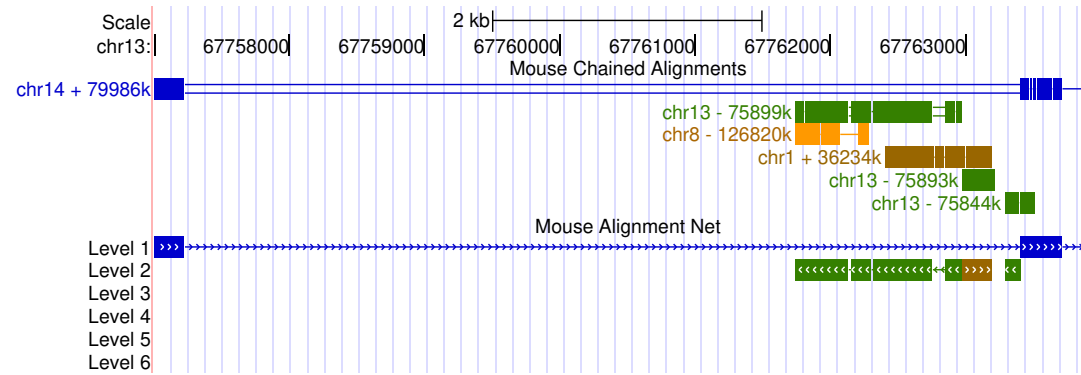 Scale 2 kb
chr13: 67758000 67759000 67760000 67761000 67762000 67763000
Mouse Chained Alignments
chr14 + 79986k
chr13 - 75899k
chr8 - 126820k
chr1 + 36234k
chr13 - 75893k
chr13 - 75844k
Mouse Alignment Net
Level 1
Level 2
Level 3
Level 4
Level 5
Level 6